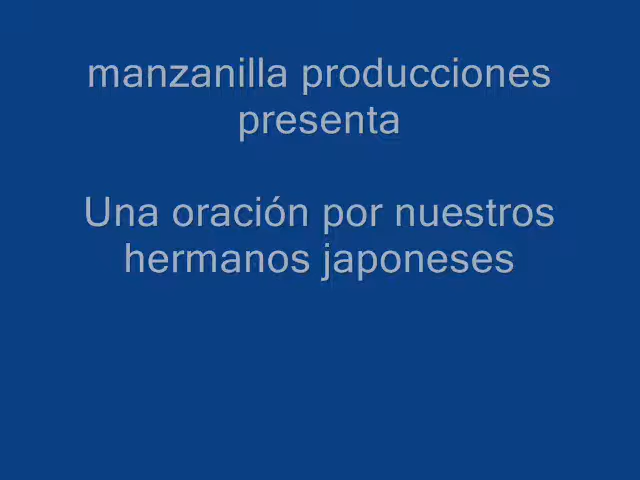 manzanilla producciones
presenta
Una oración por nuestros
hermanos japoneses